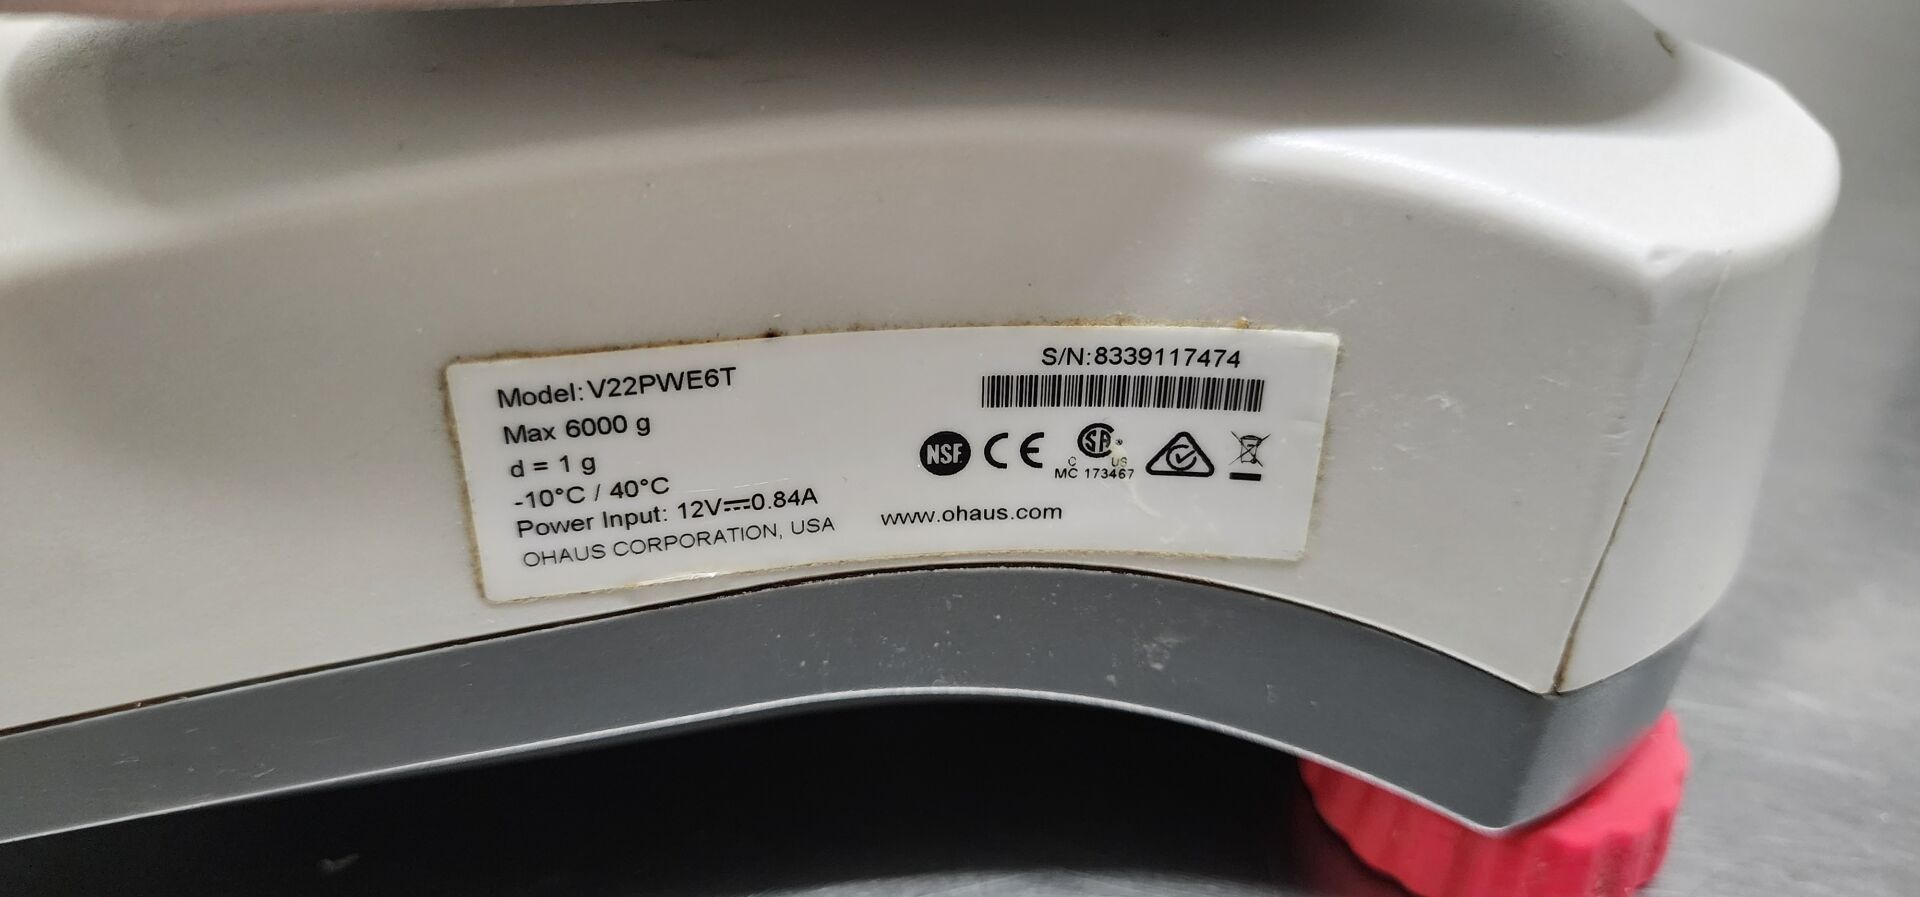 Model: V22PWE6T
Max 6000 g
d = 1 g
-10°C / 40°C
Power Input: 12V⎓0.84A
OHAUS CORPORATION, USA
S/N:8339117474
NSF CE SA ®
C US
MC 173467
www.ohaus.com